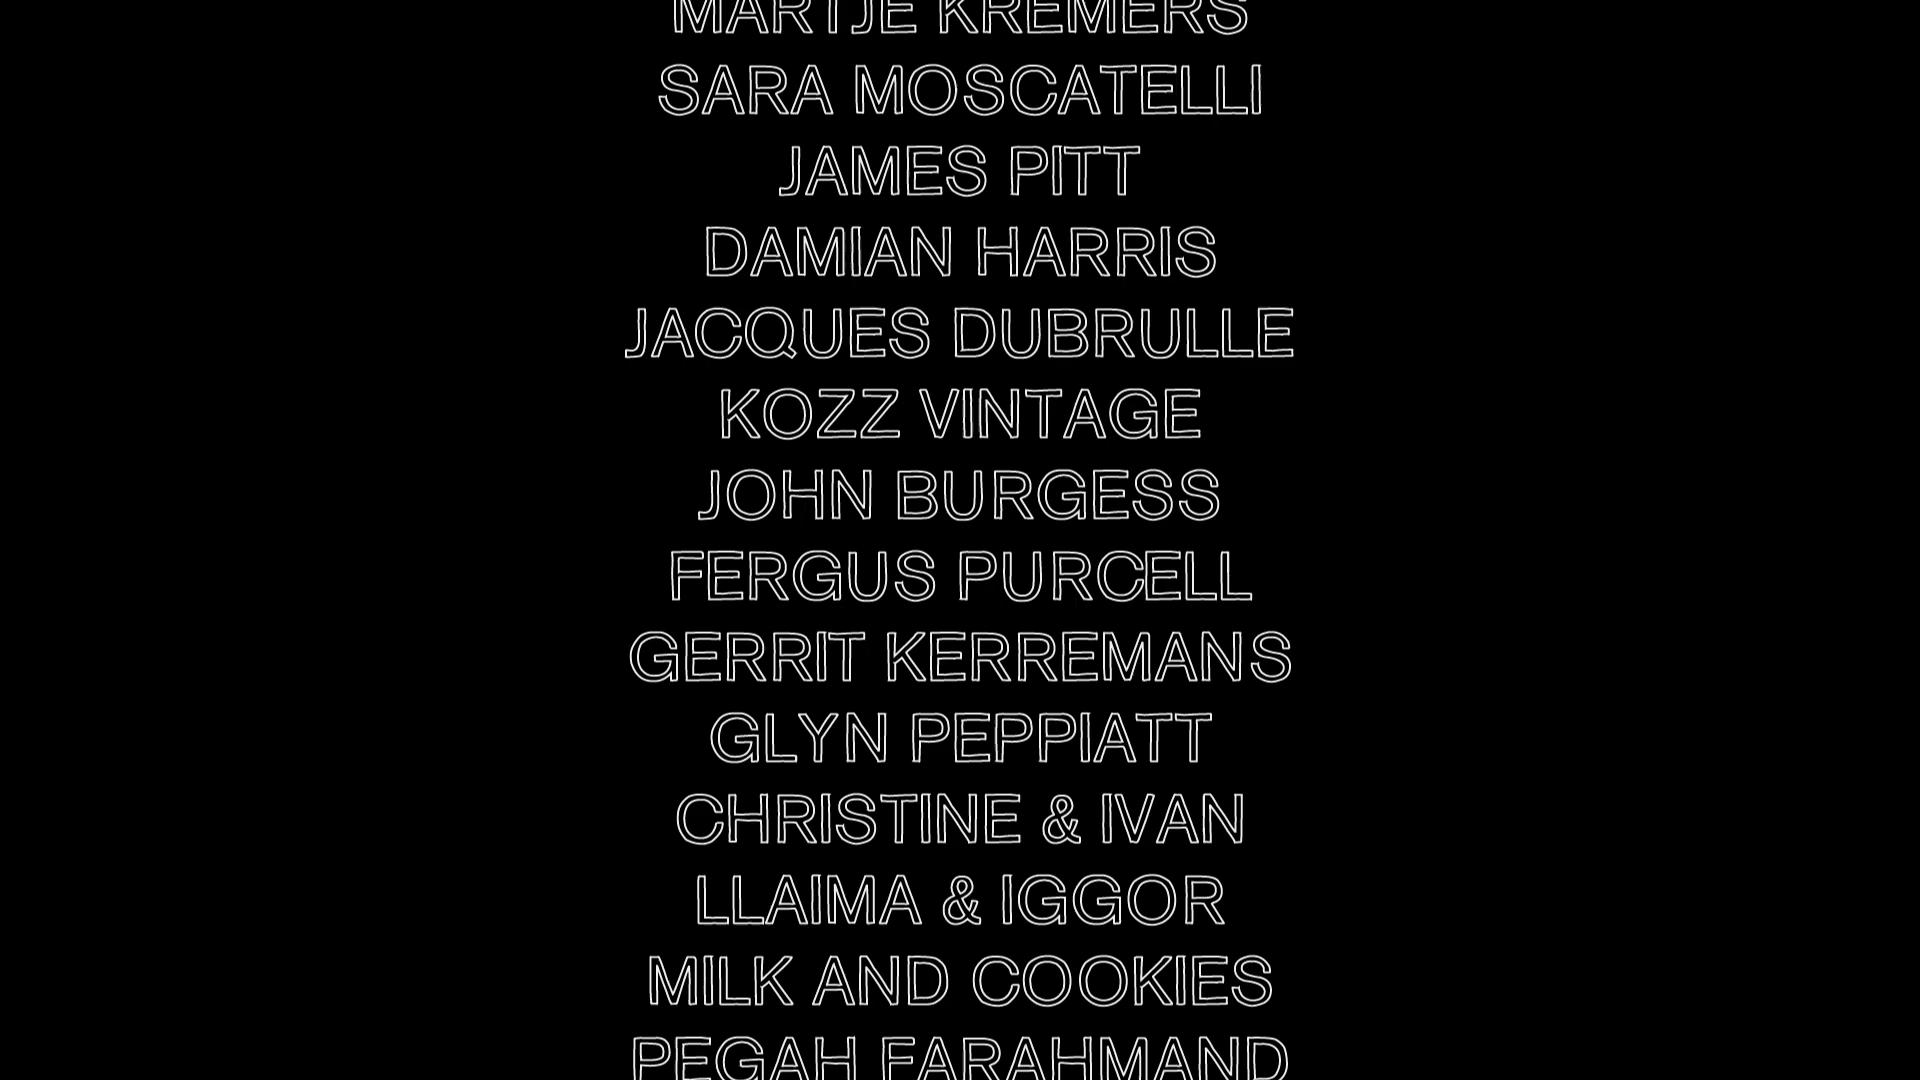 MARTJE KREMERS
SARA MOSCATELLI
JAMES PITT
DAMIAN HARRIS
JACQUES DUBRULLE
KOZZ VINTAGE
JOHN BURGESS
FERGUS PURCELL
GERRIT KERREMANS
GLYN PEPPIATT
CHRISTINE & IVAN
LLAIMA & IGGOR
MILK AND COOKIES
PEGAH FARAHMAND